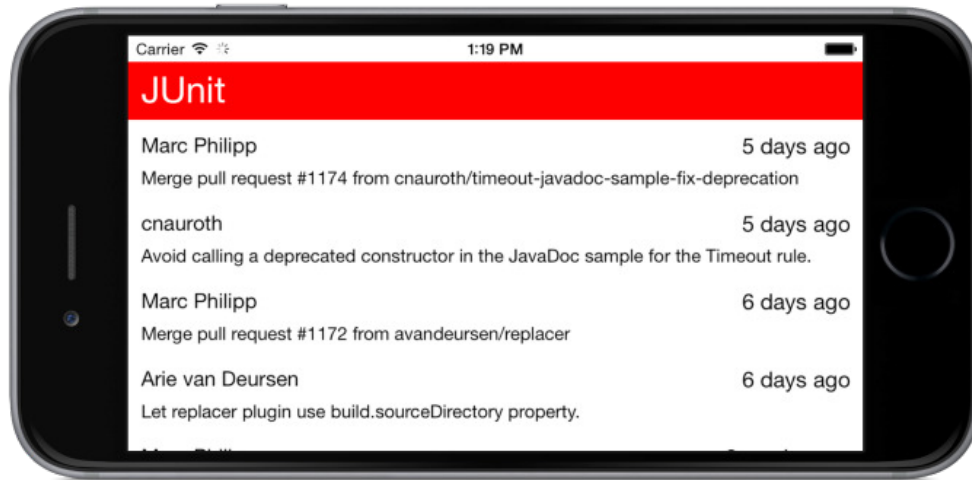 Carrier 1:19 PM
JUnit
Marc Philipp 5 days ago
Merge pull request #1174 from cnauroth/timeout-javadoc-sample-fix-deprecation
cnauroth 5 days ago
Avoid calling a deprecated constructor in the JavaDoc sample for the Timeout rule.
Marc Philipp 6 days ago
Merge pull request #1172 from avandeursen/replacer
Arie van Deursen 6 days ago
Let replacer plugin use build.sourceDirectory property.